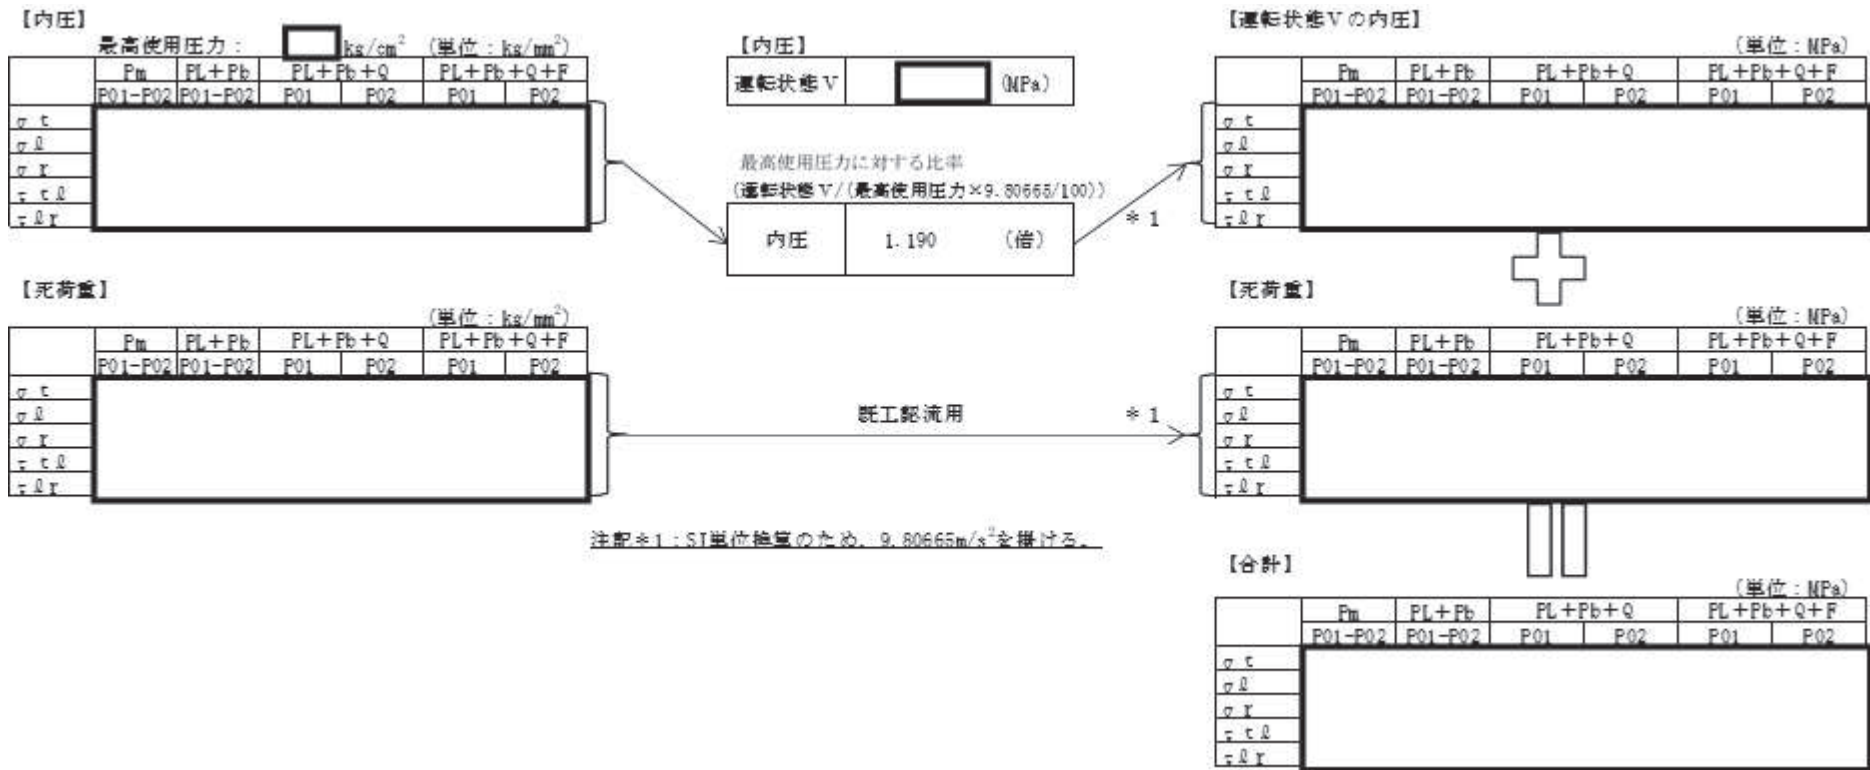 【内圧】
最高使用圧力： kg/cm² (単位：kg/mm²)
Pm PL＋Pb PL＋Pb＋Q PL＋Pb＋Q＋F
P01-P02 P01-P02 P01 P02 P01 P02
σt
σℓ
σr
τtℓ
τℓr
【内圧】
運転状態Ⅴ (MPa)
最高使用圧力に対する比率
(運転状態Ⅴ/(最高使用圧力×9.80665/100))
内圧 1.190 (倍)
＊1
【運転状態Ⅴの内圧】
(単位：MPa)
Pm PL＋Pb PL＋Pb＋Q PL＋Pb＋Q＋F
P01-P02 P01-P02 P01 P02 P01 P02
σt
σℓ
σr
τtℓ
τℓr
【死荷重】
(単位：kg/mm²)
Pm PL＋Pb PL＋Pb＋Q PL＋Pb＋Q＋F
P01-P02 P01-P02 P01 P02 P01 P02
σt
σℓ
σr
τtℓ
τℓr
既工認流用 ＊1
【死荷重】
(単位：MPa)
Pm PL＋Pb PL＋Pb＋Q PL＋Pb＋Q＋F
P01-P02 P01-P02 P01 P02 P01 P02
σt
σℓ
σr
τtℓ
τℓr
注記＊1：SI単位換算のため、9.80665m/s²を掛ける。
【合計】
(単位：MPa)
Pm PL＋Pb PL＋Pb＋Q PL＋Pb＋Q＋F
P01-P02 P01-P02 P01 P02 P01 P02
σt
σℓ
σr
τtℓ
τℓr